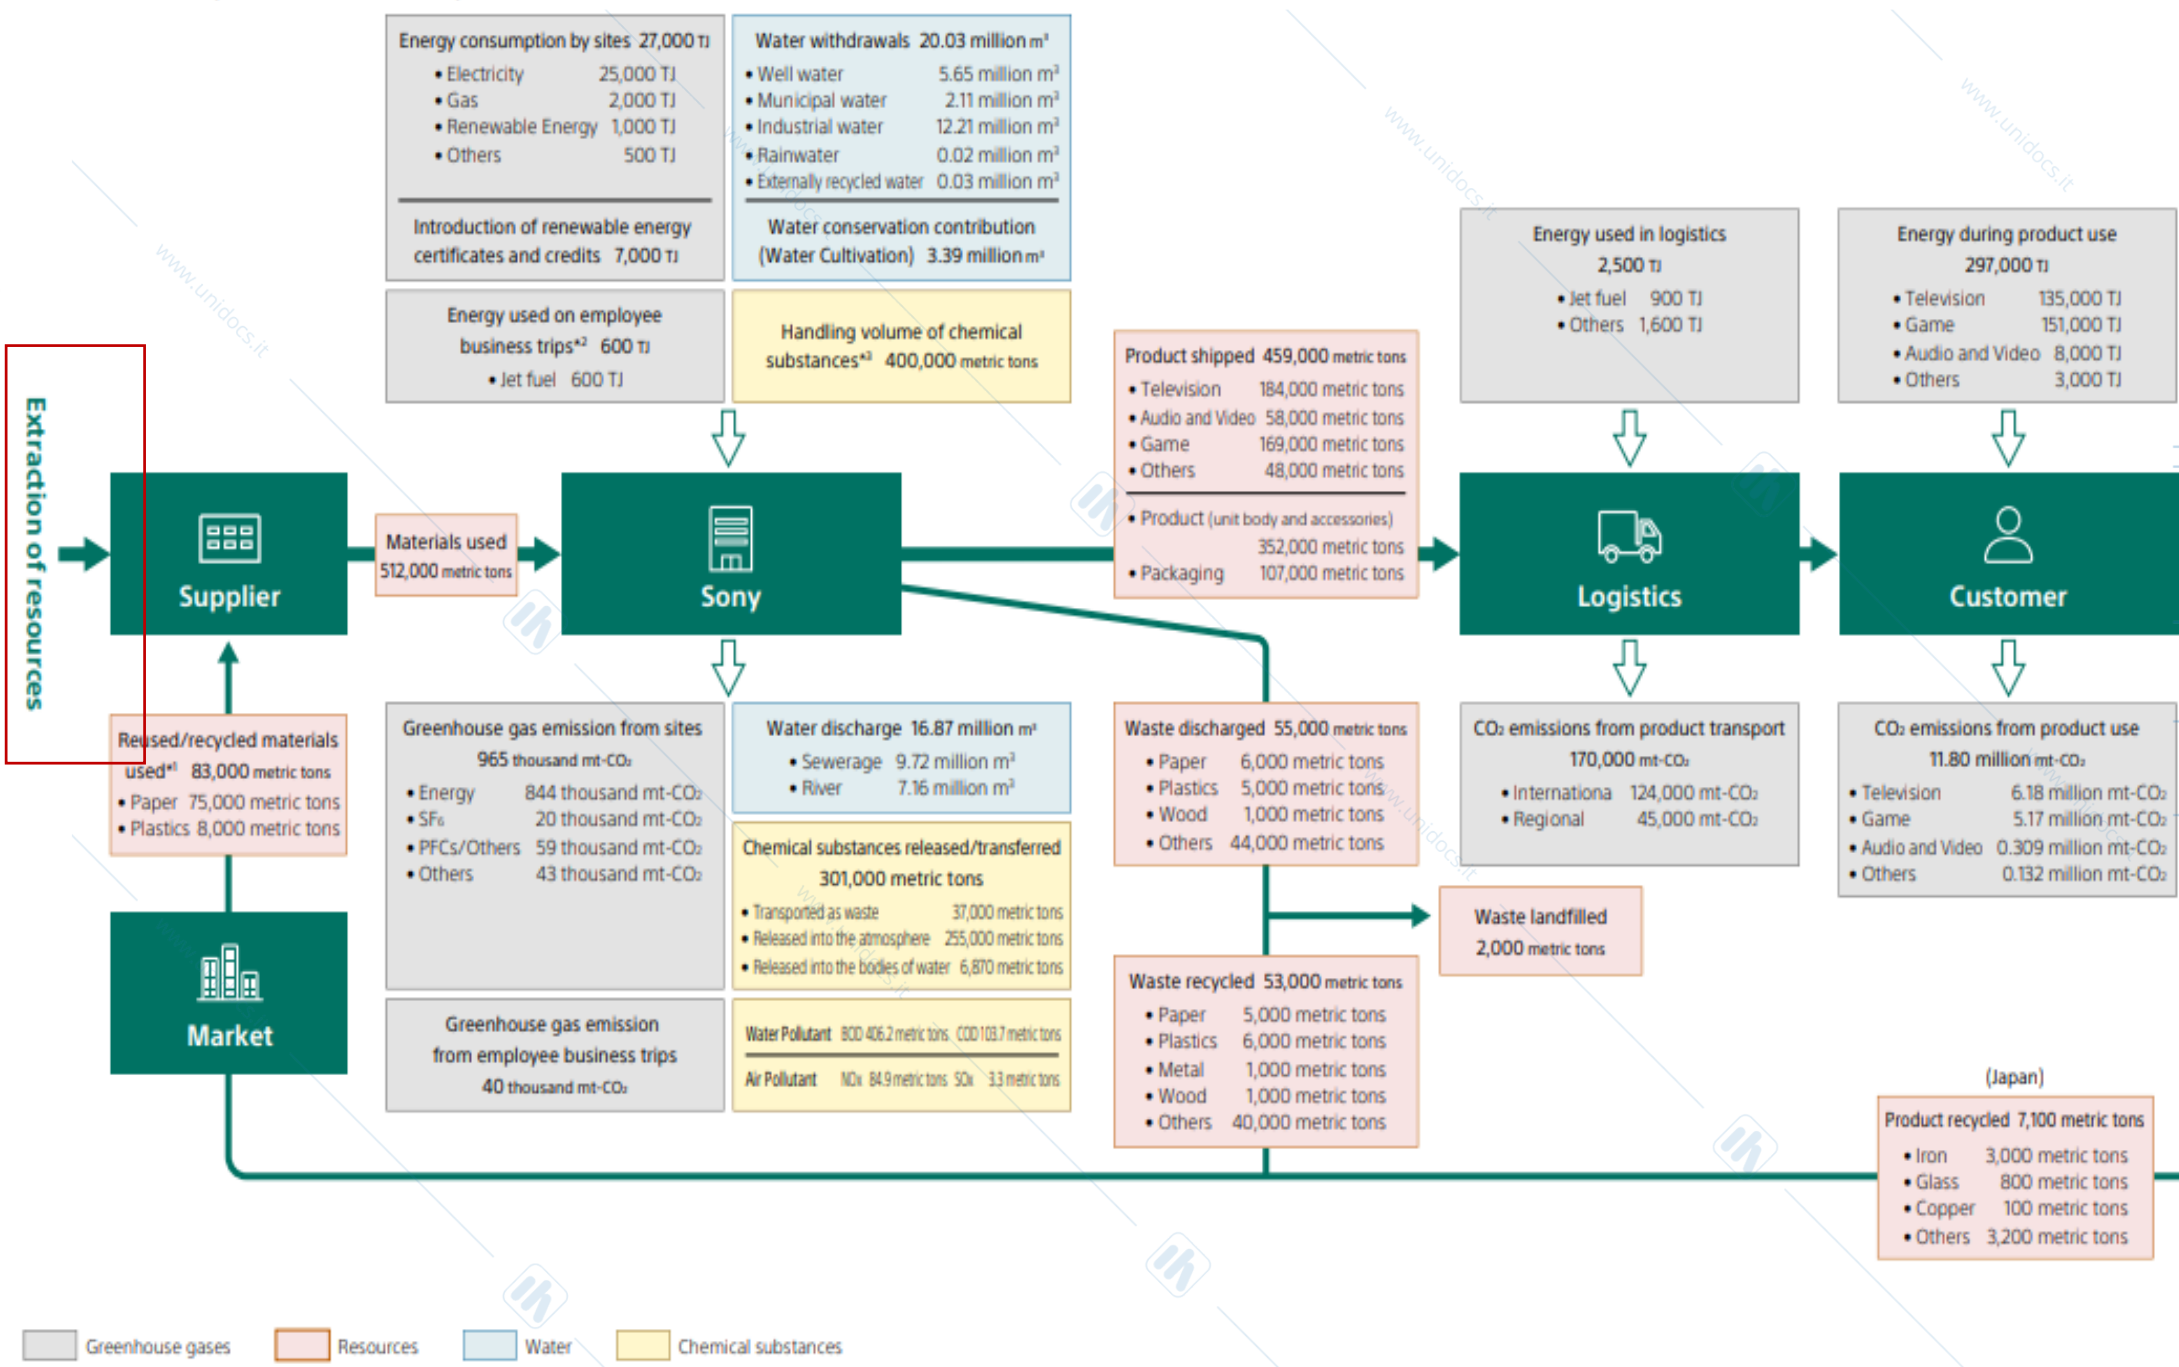 Energy consumption by sites 27,000 TJ
• Electricity 25,000 TJ
• Gas 2,000 TJ
• Renewable Energy 1,000 TJ
• Others 500 TJ
Introduction of renewable energy
certificates and credits 7,000 TJ
Water withdrawals 20.03 million m³
• Well water 5.65 million m³
• Municipal water 2.11 million m³
• Industrial water 12.21 million m³
• Rainwater 0.02 million m³
• Externally recycled water 0.03 million m³
Water conservation contribution
(Water Cultivation) 3.39 million m³
Energy used on employee
business trips*² 600 TJ
• Jet fuel 600 TJ
Handling volume of chemical
substances*³ 400,000 metric tons
Extraction of resources
Supplier
Materials used
512,000 metric tons
Sony
Product shipped 459,000 metric tons
• Television 184,000 metric tons
• Audio and Video 58,000 metric tons
• Game 169,000 metric tons
• Others 48,000 metric tons
• Product (unit body and accessories)
352,000 metric tons
• Packaging 107,000 metric tons
Energy used in logistics
2,500 TJ
• Jet fuel 900 TJ
• Others 1,600 TJ
Logistics
Energy during product use
297,000 TJ
• Television 135,000 TJ
• Game 151,000 TJ
• Audio and Video 8,000 TJ
• Others 3,000 TJ
Customer
Reused/recycled materials
used*¹ 83,000 metric tons
• Paper 75,000 metric tons
• Plastics 8,000 metric tons
Market
Greenhouse gas emission from sites
965 thousand mt-CO₂
• Energy 844 thousand mt-CO₂
• SF₆ 20 thousand mt-CO₂
• PFCs/Others 59 thousand mt-CO₂
• Others 43 thousand mt-CO₂
Greenhouse gas emission
from employee business trips
40 thousand mt-CO₂
Water discharge 16.87 million m³
• Sewerage 9.72 million m³
• River 7.16 million m³
Chemical substances released/transferred
301,000 metric tons
• Transported as waste 37,000 metric tons
• Released into the atmosphere 255,000 metric tons
• Released into the bodies of water 6,870 metric tons
Water Pollutant BOD 406.2 metric tons COD 103.7 metric tons
Air Pollutant NOx 84.9 metric tons SOx 3.3 metric tons
Waste discharged 55,000 metric tons
• Paper 6,000 metric tons
• Plastics 5,000 metric tons
• Wood 1,000 metric tons
• Others 44,000 metric tons
Waste landfilled
2,000 metric tons
Waste recycled 53,000 metric tons
• Paper 5,000 metric tons
• Plastics 6,000 metric tons
• Metal 1,000 metric tons
• Wood 1,000 metric tons
• Others 40,000 metric tons
CO₂ emissions from product transport
170,000 mt-CO₂
• Internationa 124,000 mt-CO₂
• Regional 45,000 mt-CO₂
CO₂ emissions from product use
11.80 million mt-CO₂
• Television 6.18 million mt-CO₂
• Game 5.17 million mt-CO₂
• Audio and Video 0.309 million mt-CO₂
• Others 0.132 million mt-CO₂
(Japan)
Product recycled 7,100 metric tons
• Iron 3,000 metric tons
• Glass 800 metric tons
• Copper 100 metric tons
• Others 3,200 metric tons
Greenhouse gases
Resources
Water
Chemical substances
www.unidocs.it
www.unidocs.it
www.unidocs.it
www.unidocs.it
www.unidocs.it
www.unidocs.it
www.unidocs.it